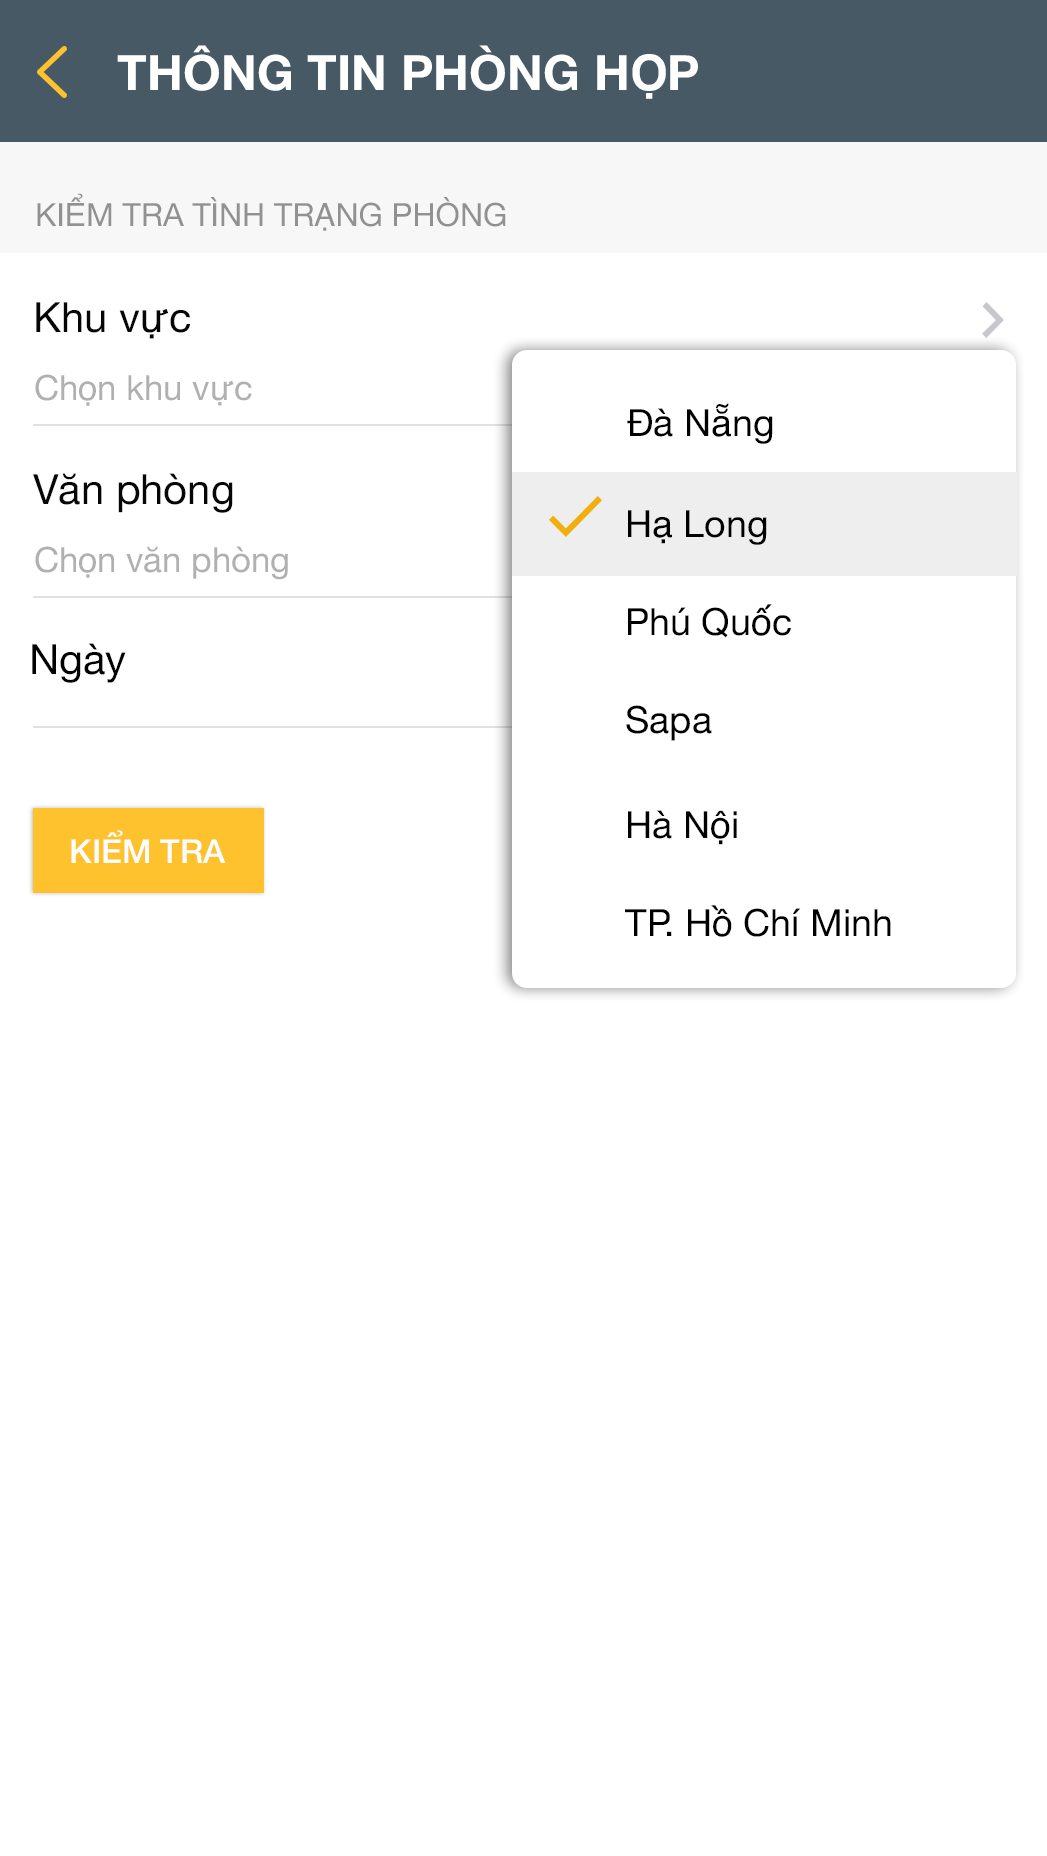 THÔNG TIN PHÒNG HỌP
KIỂM TRA TÌNH TRẠNG PHÒNG
Khu vực
Chọn khu vực
Văn phòng
Chọn văn phòng
Ngày
KIỂM TRA
Đà Nẵng
Hạ Long
Phú Quốc
Sapa
Hà Nội
TP. Hồ Chí Minh